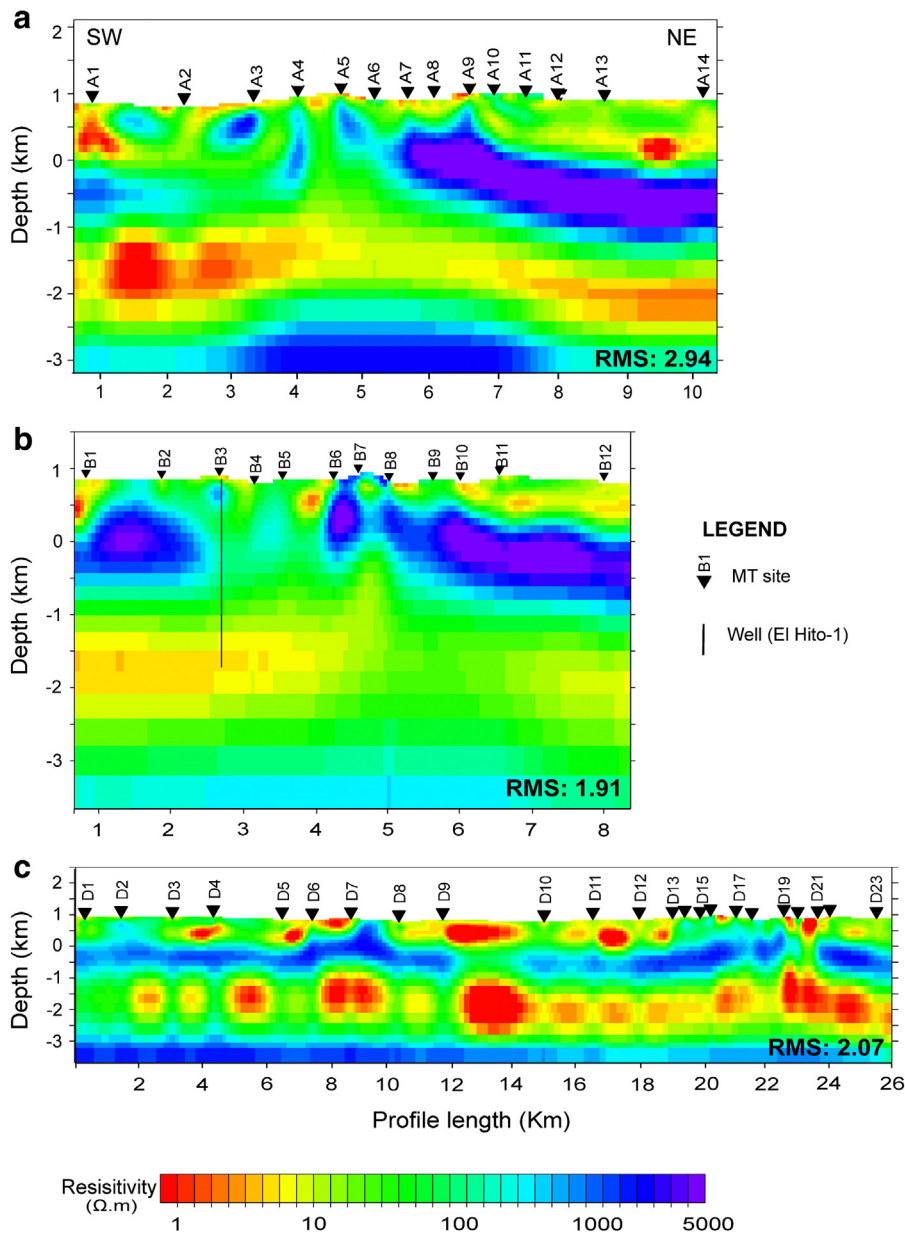 a
SW
NE
A1
A2
A3
A4
A5
A6
A7
A8
A9
A10
A11
A12
A13
A14
2
1
0
-1
-2
-3
Depth (km)
RMS: 2.94
1 2 3 4 5 6 7 8 9 10
b
B1
B2
B3
B4
B5
B6
B7
B8
B9
B10
B11
B12
1
0
-1
-2
-3
Depth (km)
RMS: 1.91
1 2 3 4 5 6 7 8
LEGEND
B1
MT site
Well (El Hito-1)
c
D1
D2
D3
D4
D5
D6
D7
D8
D9
D10
D11
D12
D13
D15
D17
D19
D21
D23
2
1
0
-1
-2
-3
Depth (km)
RMS: 2.07
2 4 6 8 10 12 14 16 18 20 22 24 26
Profile length (Km)
Resisitivity
(Ω.m)
1 10 100 1000 5000